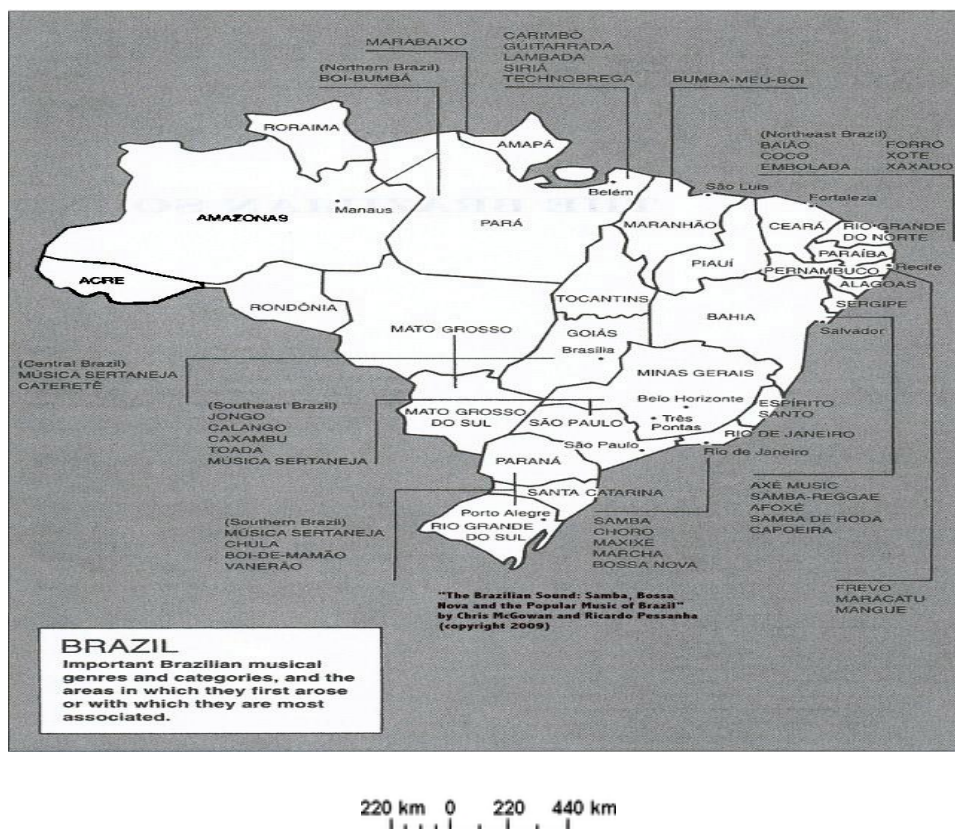 MARABAIXO
CARIMBÓ
GUITARRADA
LAMBADA
SIRIÁ
TECHNOBREGA
(Northern Brazil)
BOI-BUMBÁ
BUMBA-MEU-BOI
(Northeast Brazil)
BAIÃO FORRÓ
COCO XOTE
EMBOLADA XAXADO
RORAIMA
AMAPÁ
Belém
São Luis
Fortaleza
Manaus
AMAZONAS
PARÁ
MARANHÃO
CEARÁ
RIO GRANDE
DO NORTE
PARAÍBA
PIAUÍ
PERNAMBUCO
Recife
ACRE
ALAGOAS
RONDÔNIA
TOCANTINS
SERGIPE
BAHIA
MATO GROSSO
GOIÁS
Salvador
Brasília
(Central Brazil)
MÚSICA SERTANEJA
CATERETÊ
MINAS GERAIS
Belo Horizonte
ESPÍRITO
SANTO
(Southeast Brazil)
JONGO
CALANGO
CAXAMBU
TOADA
MÚSICA SERTANEJA
MATO GROSSO
DO SUL
SÃO PAULO
Três
Pontas
RIO DE JANEIRO
São Paulo
Rio de Janeiro
PARANÁ
SANTA CATARINA
AXÉ MUSIC
SAMBA-REGGAE
AFOXÉ
SAMBA DE RODA
CAPOEIRA
Porto Alegre
RIO GRANDE
DO SUL
(Southern Brazil)
MÚSICA SERTANEJA
CHULA
BOI-DE-MAMÃO
VANERÃO
SAMBA
CHORO
MAXIXE
MARCHA
BOSSA NOVA
FREVO
MARACATU
MANGUE
"The Brazilian Sound: Samba, Bossa
Nova and the Popular Music of Brazil"
by Chris McGowan and Ricardo Pessanha
(copyright 2009)
BRAZIL
Important Brazilian musical
genres and categories, and the
areas in which they first arose
or with which they are most
associated.
220 km 0 220 440 km